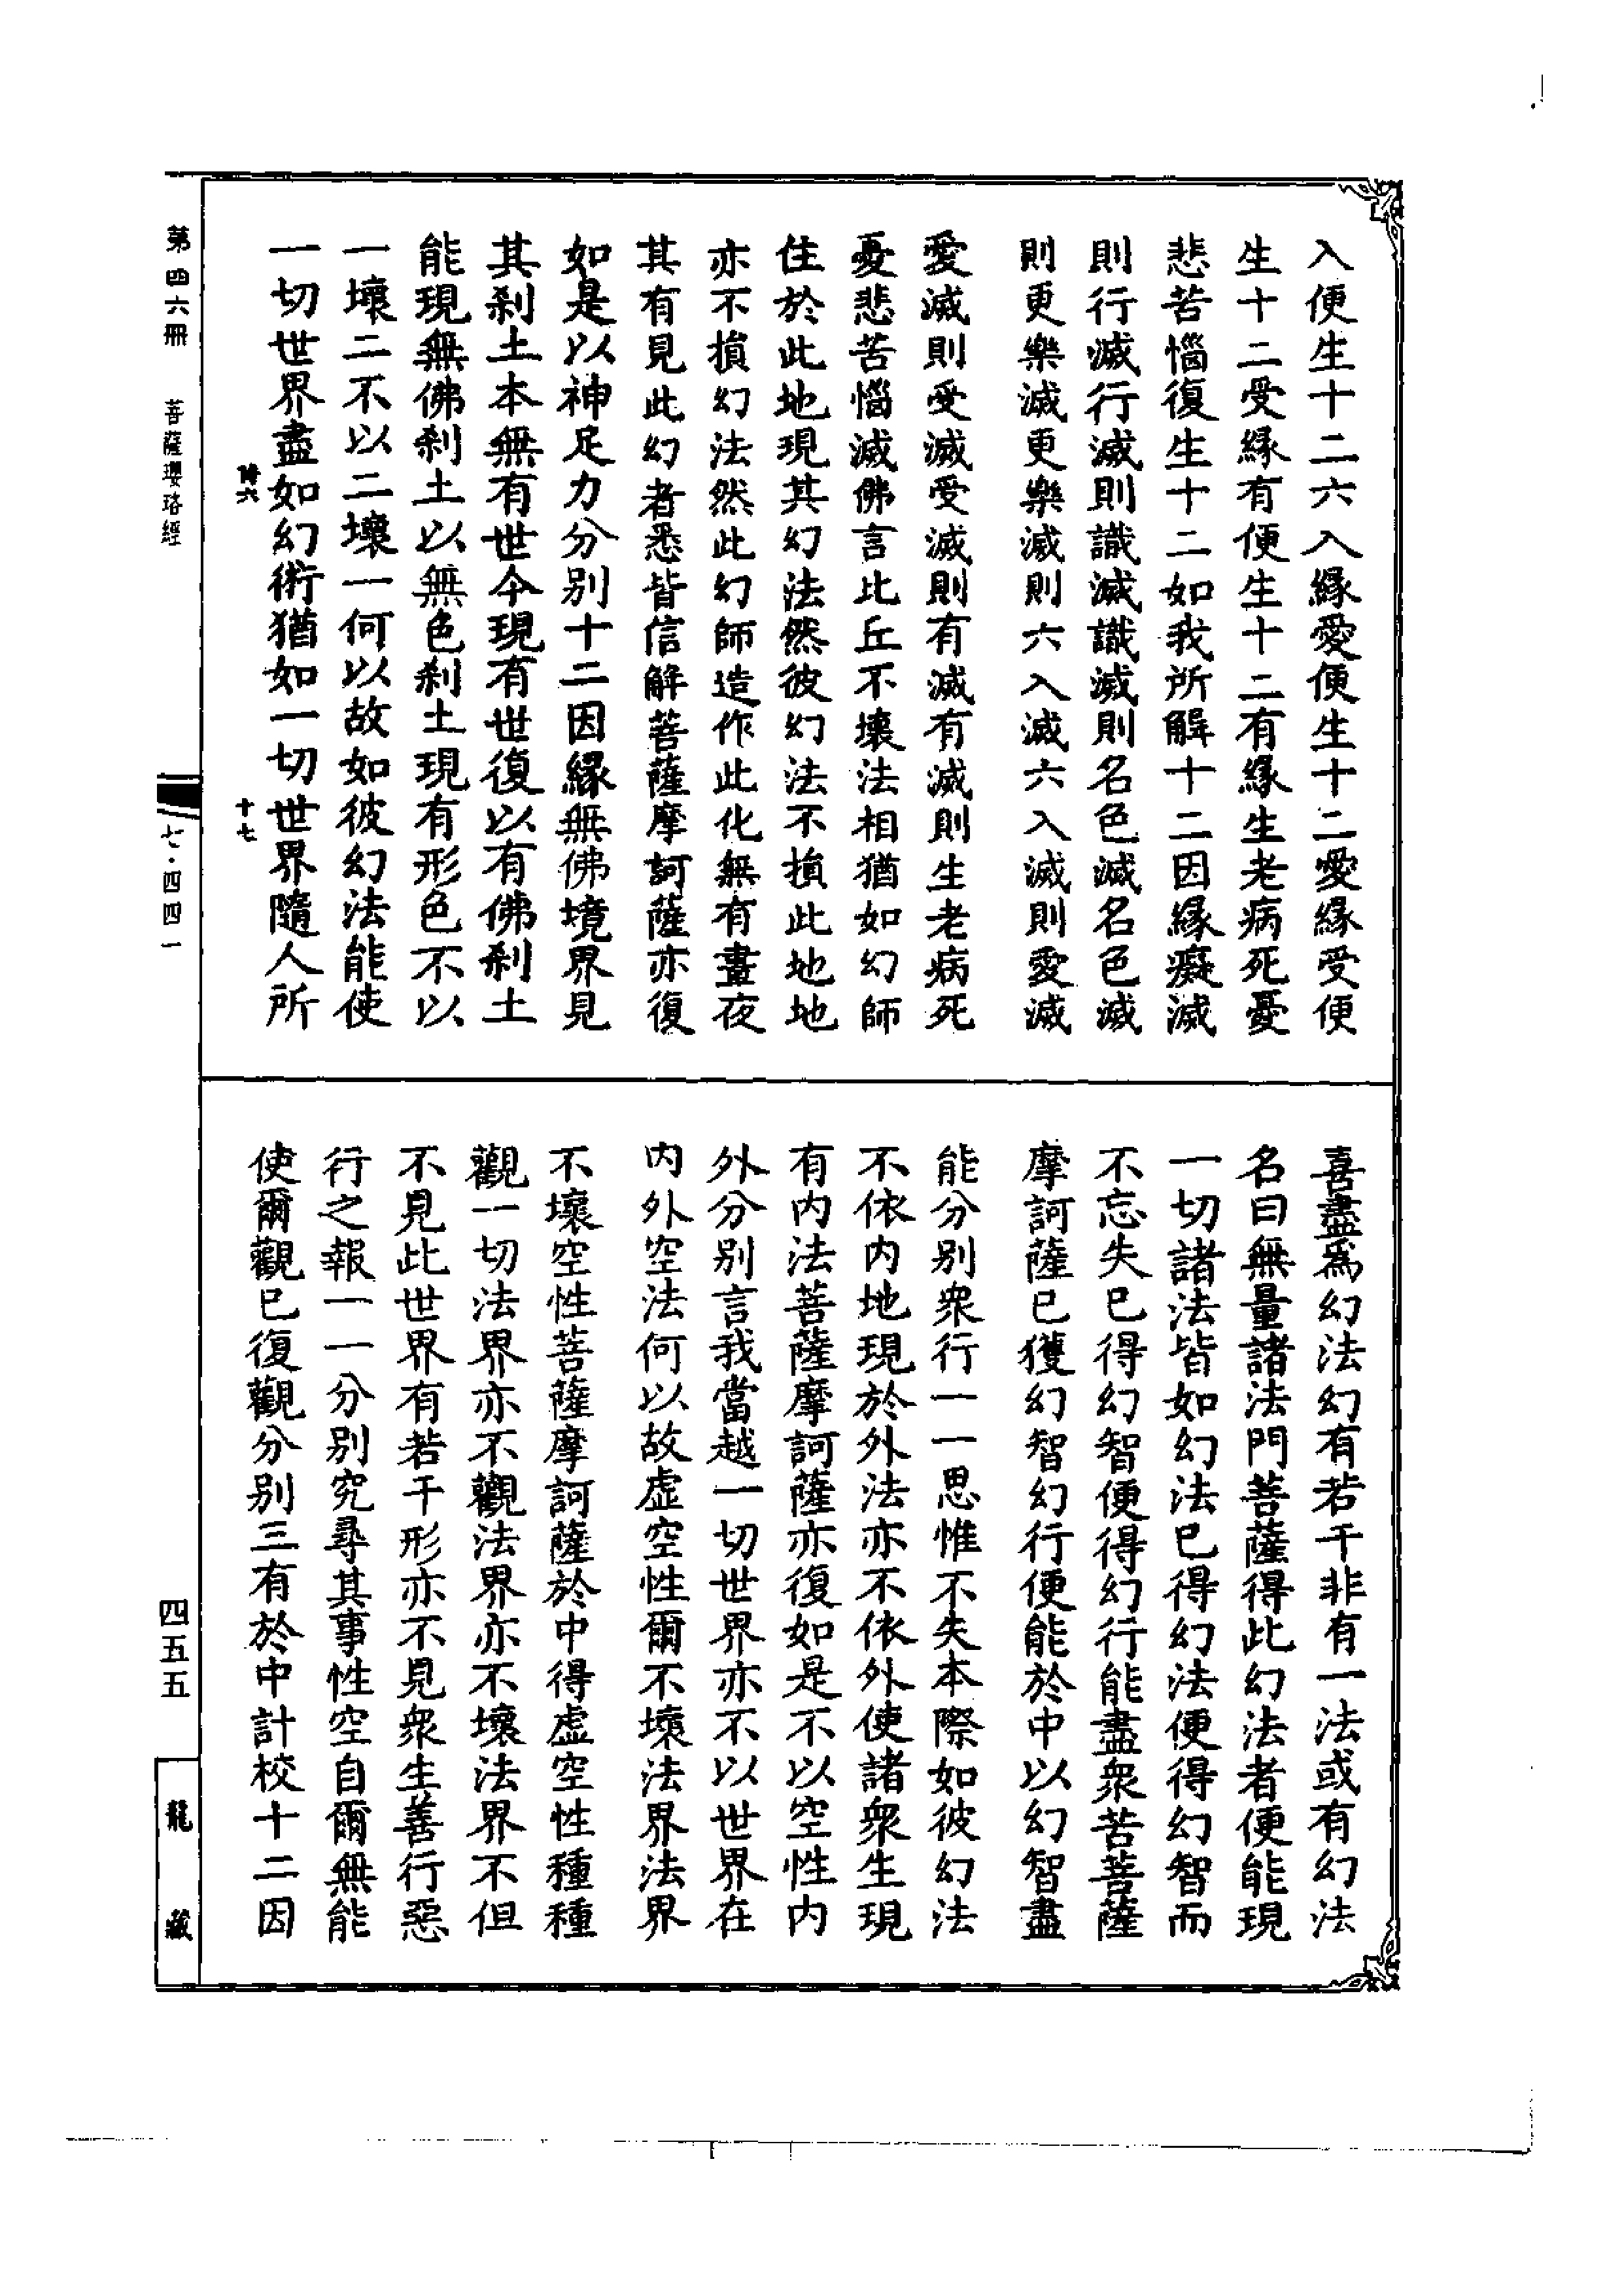 入便生十二六入緣愛便生十二愛緣受便
生十二受緣有便生十二有緣生老病死憂
悲苦惱復生十二如我所解十二因緣癡滅
則行滅行滅則識滅識滅則名色滅名色滅
則更樂滅更樂滅則六入滅六入滅則愛滅
愛滅則受滅受滅則有滅有滅則生老病死
憂悲苦惱滅佛言比丘不壞法相猶如幻師
住於此地現其幻法然彼幻法不損此地地
亦不損幻法然此幻師造作此化無有晝夜
其有見此幻者悉皆信解菩薩摩訶薩亦復
如是以神足力分別十二因緣無佛境界見
其剎土本無有世今現有世復以有佛剎土
能現無佛剎土以無色剎土現有形色不以
一壞二不以二壞一何以故如彼幻法能使
一切世界盡如幻術猶如一切世界隨人所
喜盡為幻法幻有若干非有一法或有幻法
名曰無量諸法門菩薩得此幻法者便能現
一切諸法皆如幻法已得幻法便得幻智而
不忘失已得幻智便得幻行能盡眾苦菩薩
摩訶薩已獲幻智幻行便能於中以幻智盡
能分別眾行一一思惟不失本際如彼幻法
不依內地現於外法亦不依外使諸眾生現
有內法菩薩摩訶薩亦復如是不以空性內
外分別言我當越一切世界亦不以世界在
內外空法何以故虛空性爾不壞法界法界
不壞空性菩薩摩訶薩於中得虛空性種種
觀一切法界亦不觀法界亦不壞法界不但
不見此世界有若干形亦不見眾生善行惡
行之報一一分別究尋其事性空自爾無能
使爾觀已復觀分別三有於中計校十二因
十七
第四六冊 菩薩瓔珞經
七·四四一
四五五
龍藏